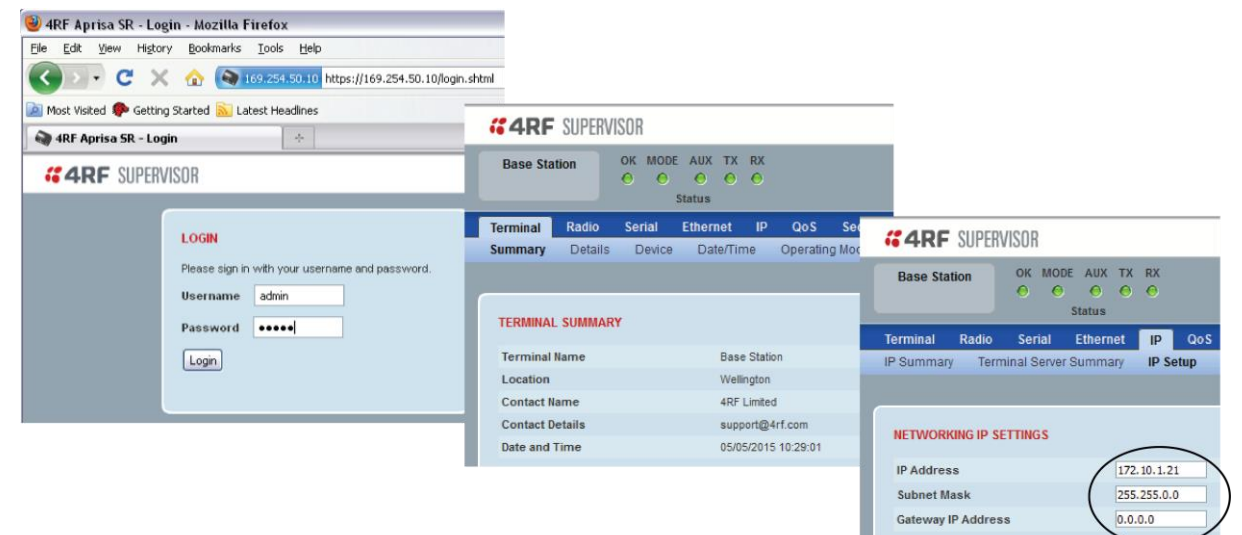 4RF Aprisa SR - Login - Mozilla Firefox
File Edit View History Bookmarks Tools Help
169.254.50.10 https://169.254.50.10/login.shtml
Most Visited Getting Started Latest Headlines
4RF Aprisa SR - Login
4RF SUPERVISOR
LOGIN
Please sign in with your username and password.
Username admin
Password •••••
Login
4RF SUPERVISOR
Base Station OK MODE AUX TX RX
Status
Terminal Radio Serial Ethernet IP QoS Sec
Summary Details Device Date/Time Operating Mod
TERMINAL SUMMARY
Terminal Name Base Station
Location Wellington
Contact Name 4RF Limited
Contact Details support@4rf.com
Date and Time 05/05/2015 10:29:01
4RF SUPERVISOR
Base Station OK MODE AUX TX RX
Status
Terminal Radio Serial Ethernet IP QoS
IP Summary Terminal Server Summary IP Setup
NETWORKING IP SETTINGS
IP Address 172.10.1.21
Subnet Mask 255.255.0.0
Gateway IP Address 0.0.0.0